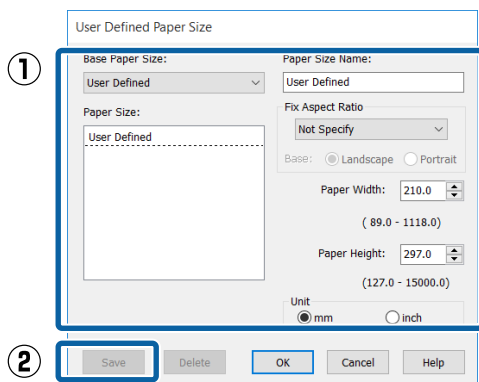 User Defined Paper Size
①
Base Paper Size:
User Defined
Paper Size:
User Defined
Paper Size Name:
User Defined
Fix Aspect Ratio
Not Specify
Base: Landscape Portrait
Paper Width: 210.0
( 89.0 - 1118.0)
Paper Height: 297.0
(127.0 - 15000.0)
Unit
mm inch
②
Save Delete OK Cancel Help